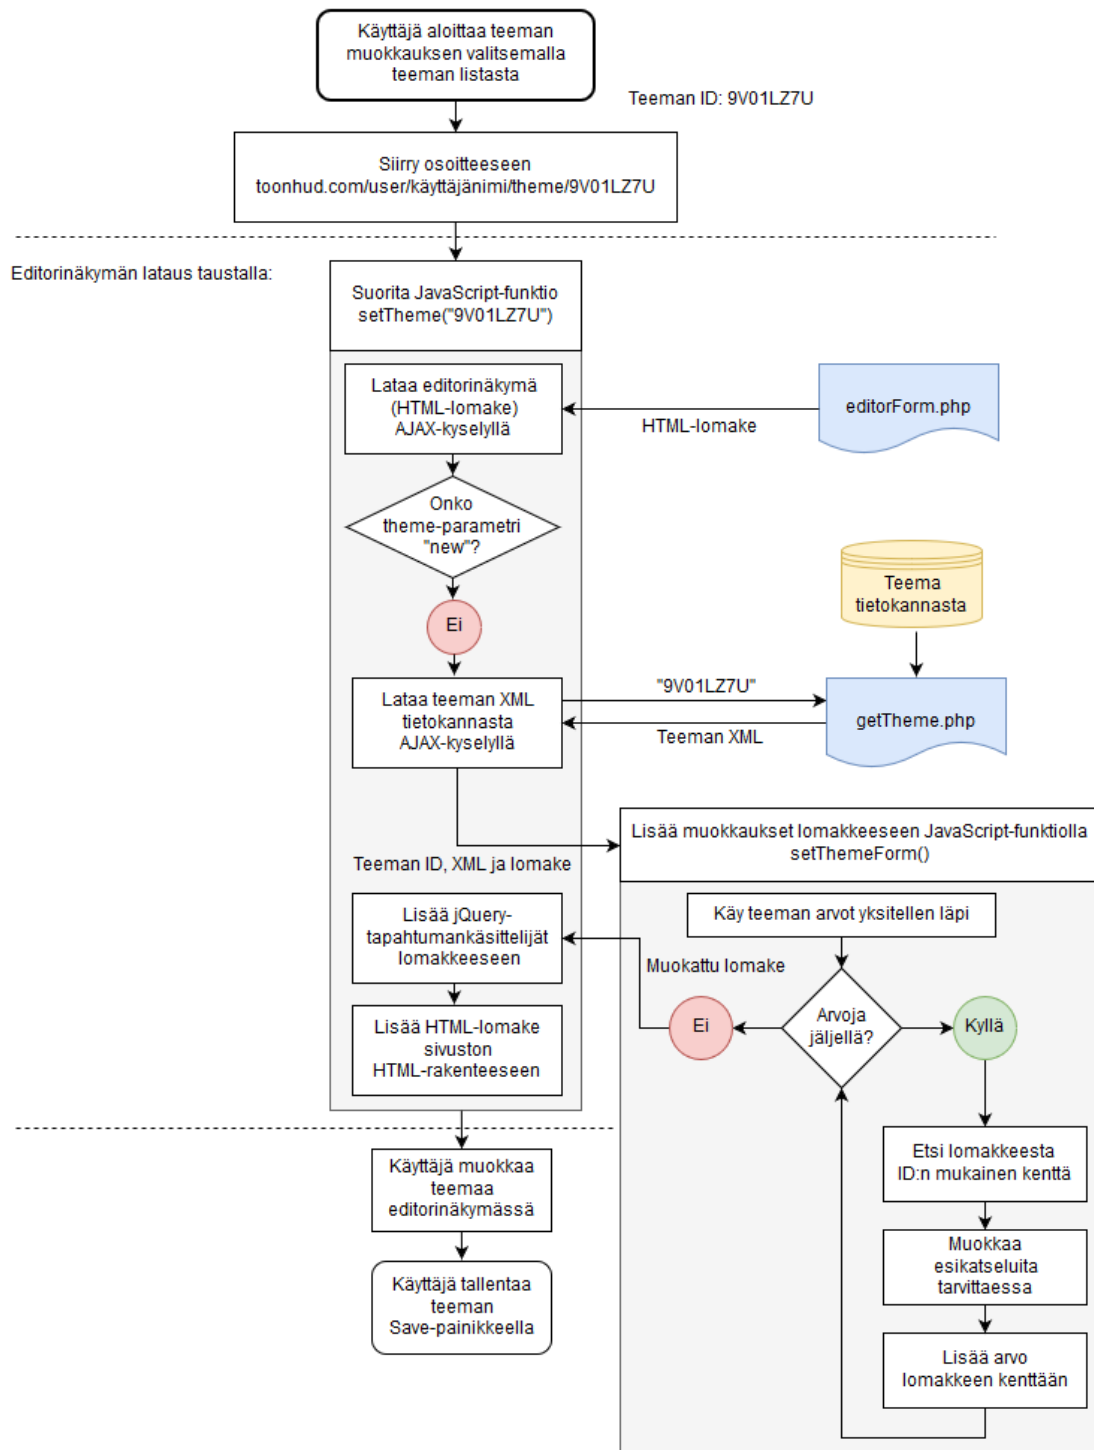 Käyttäjä aloittaa teeman
muokkauksen valitsemalla
teeman listasta
Teeman ID: 9V01LZ7U
Siirry osoitteeseen
toonhud.com/user/käyttäjänimi/theme/9V01LZ7U
Editorinäkymän lataus taustalla:
Suorita JavaScript-funktio
setTheme("9V01LZ7U")
Lataa editorinäkymä
(HTML-lomake)
AJAX-kyselyllä
HTML-lomake
editorForm.php
Onko
theme-parametri
"new"?
Ei
Teema
tietokannasta
Lataa teeman XML
tietokannasta
AJAX-kyselyllä
"9V01LZ7U"
Teeman XML
getTheme.php
Lisää muokkaukset lomakkeeseen JavaScript-funktiolla
setThemeForm()
Teeman ID, XML ja lomake
Käy teeman arvot yksitellen läpi
Lisää jQuery-
tapahtumankäsittelijät
lomakkeeseen
Muokattu lomake
Arvoja
jäljellä?
Ei
Kyllä
Lisää HTML-lomake
sivuston
HTML-rakenteeseen
Etsi lomakkeesta
ID:n mukainen kenttä
Käyttäjä muokkaa
teemaa
editorinäkymässä
Muokkaa
esikatseluita
tarvittaessa
Käyttäjä tallentaa
teeman
Save-painikkeella
Lisää arvo
lomakkeen kenttään